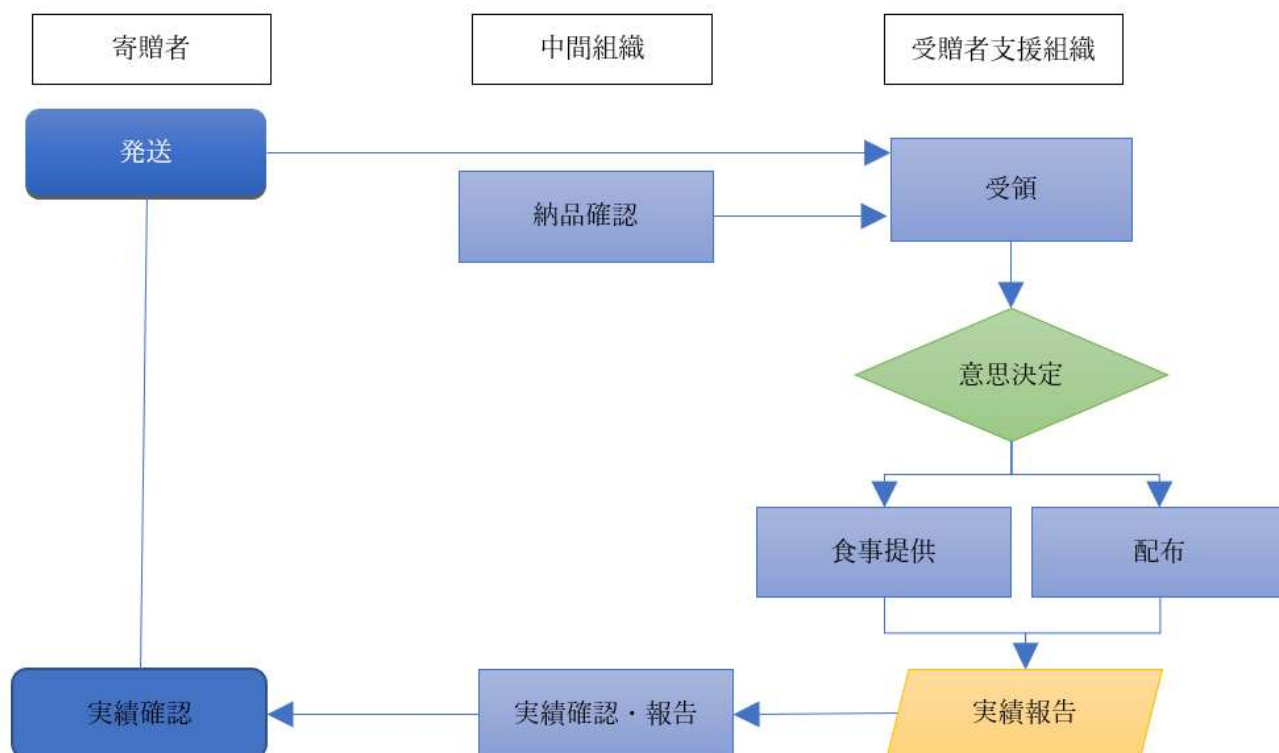 寄贈者
中間組織
受贈者支援組織
発送
納品確認
受領
意思決定
食事提供
配布
実績確認
実績確認・報告
実績報告